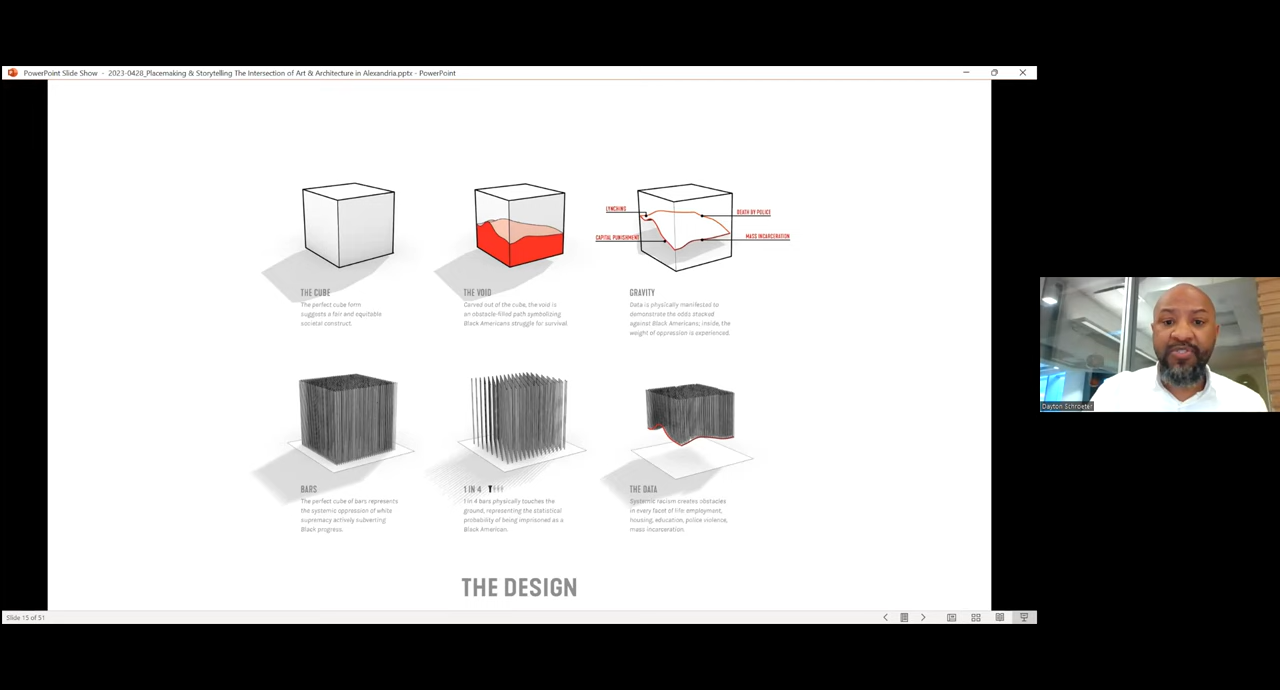 PowerPoint Slide Show - 2023-0428_Placemaking & Storytelling The Intersection of Art & Architecture in Alexandria.pptx - PowerPoint
LYNCHING
DEATH BY POLICE
CAPITAL PUNISHMENT
MASS INCARCERATION
THE CUBE
The perfect cube form
suggests a fair and equitable
societal construct.
THE VOID
Carved out of the cube, the void is
an obstacle-filled path symbolizing
Black Americans struggle for survival
GRAVITY
Data is physically manifested to
demonstrate the odds stacked
against Black Americans; inside, the
weight of oppression is experienced.
BARS
The perfect cube of bars represents
the systemic oppression of white
supremacy actively subverting
Black progress.
1 IN 4
1 in 4 bars physically touches the
ground, representing the statistical
probability of being imprisoned as a
Black American.
THE DATA
Systemic racism creates obstacles
in every facet of life: employment,
housing, education, police violence,
mass incarceration.
THE DESIGN
Slide 15 of 51
Dayton Schroeter